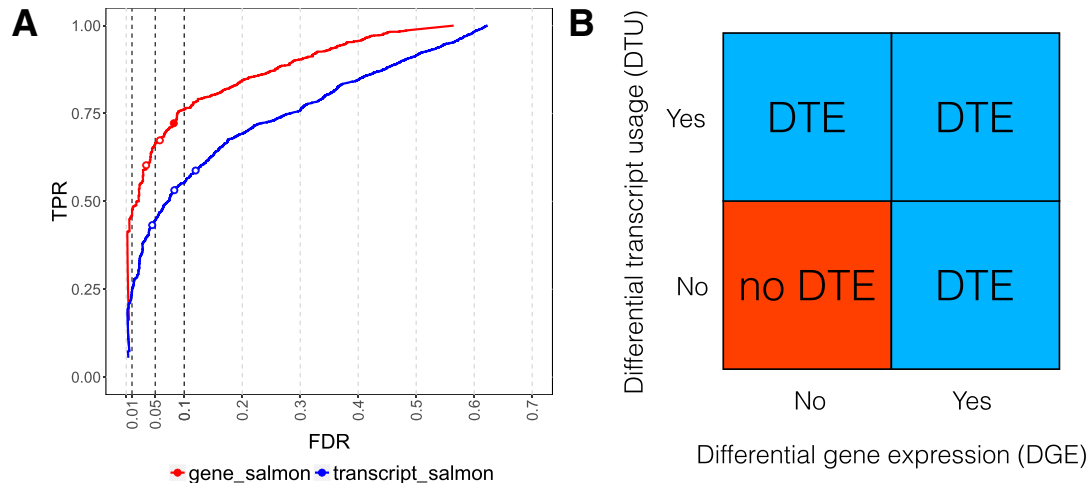 A
1.00
0.75
0.50
0.25
0.00
TPR
0.01
0.05
0.1
0.2
0.3
0.4
0.5
0.6
0.7
FDR
gene_salmon transcript_salmon
B
Differential transcript usage (DTU)
Yes
No
DTE DTE
no DTE DTE
No Yes
Differential gene expression (DGE)